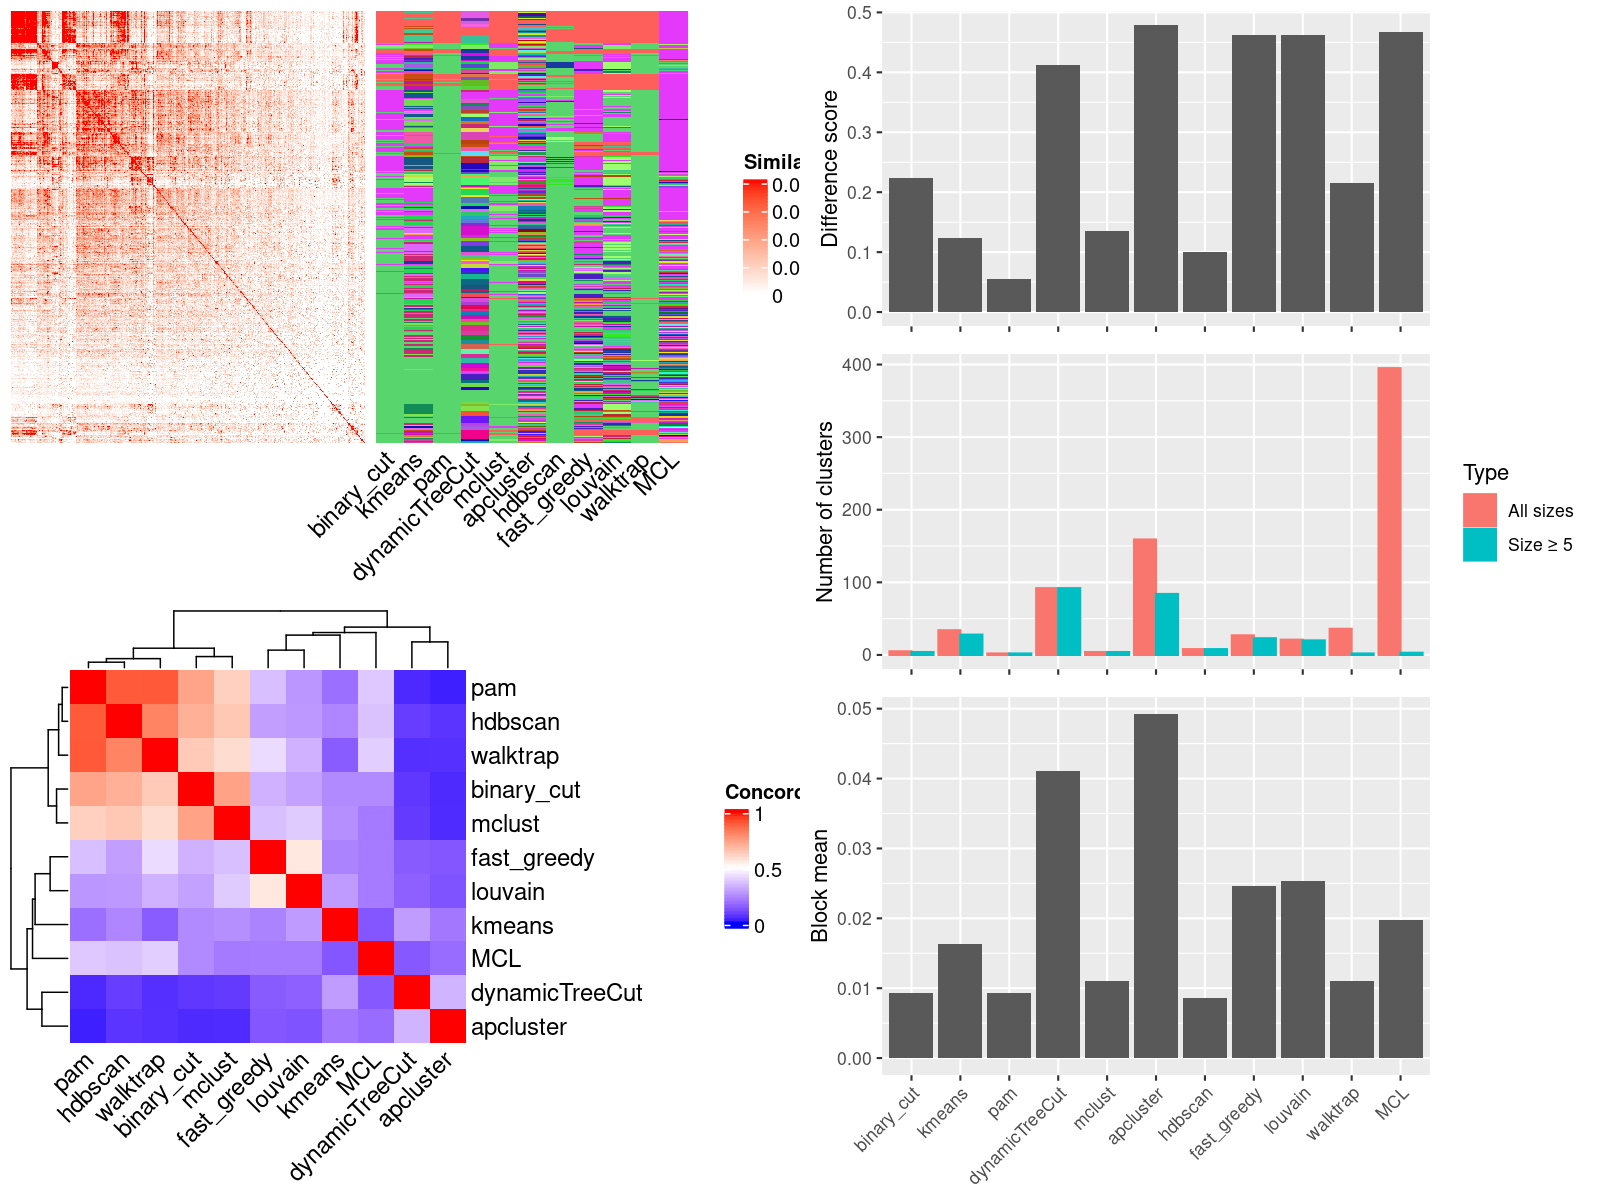 Simila
0.0
0.0
0.0
0.0
0
binary_cut
kmeans
pam
dynamicTreeCut
mclust
apcluster
hdbscan
fast_greedy
louvain
walktrap
MCL
pam
hdbscan
walktrap
binary_cut
mclust
fast_greedy
louvain
kmeans
MCL
dynamicTreeCut
apcluster
pam
hdbscan
walktrap
binary_cut
mclust
fast_greedy
louvain
kmeans
MCL
dynamicTreeCut
apcluster
Concord
1
0.5
0
Difference score
0.5
0.4
0.3
0.2
0.1
0.0
Number of clusters
400
300
200
100
0
Type
All sizes
Size ≥ 5
Block mean
0.05
0.04
0.03
0.02
0.01
0.00
binary_cut
kmeans
pam
dynamicTreeCut
mclust
apcluster
hdbscan
fast_greedy
louvain
walktrap
MCL